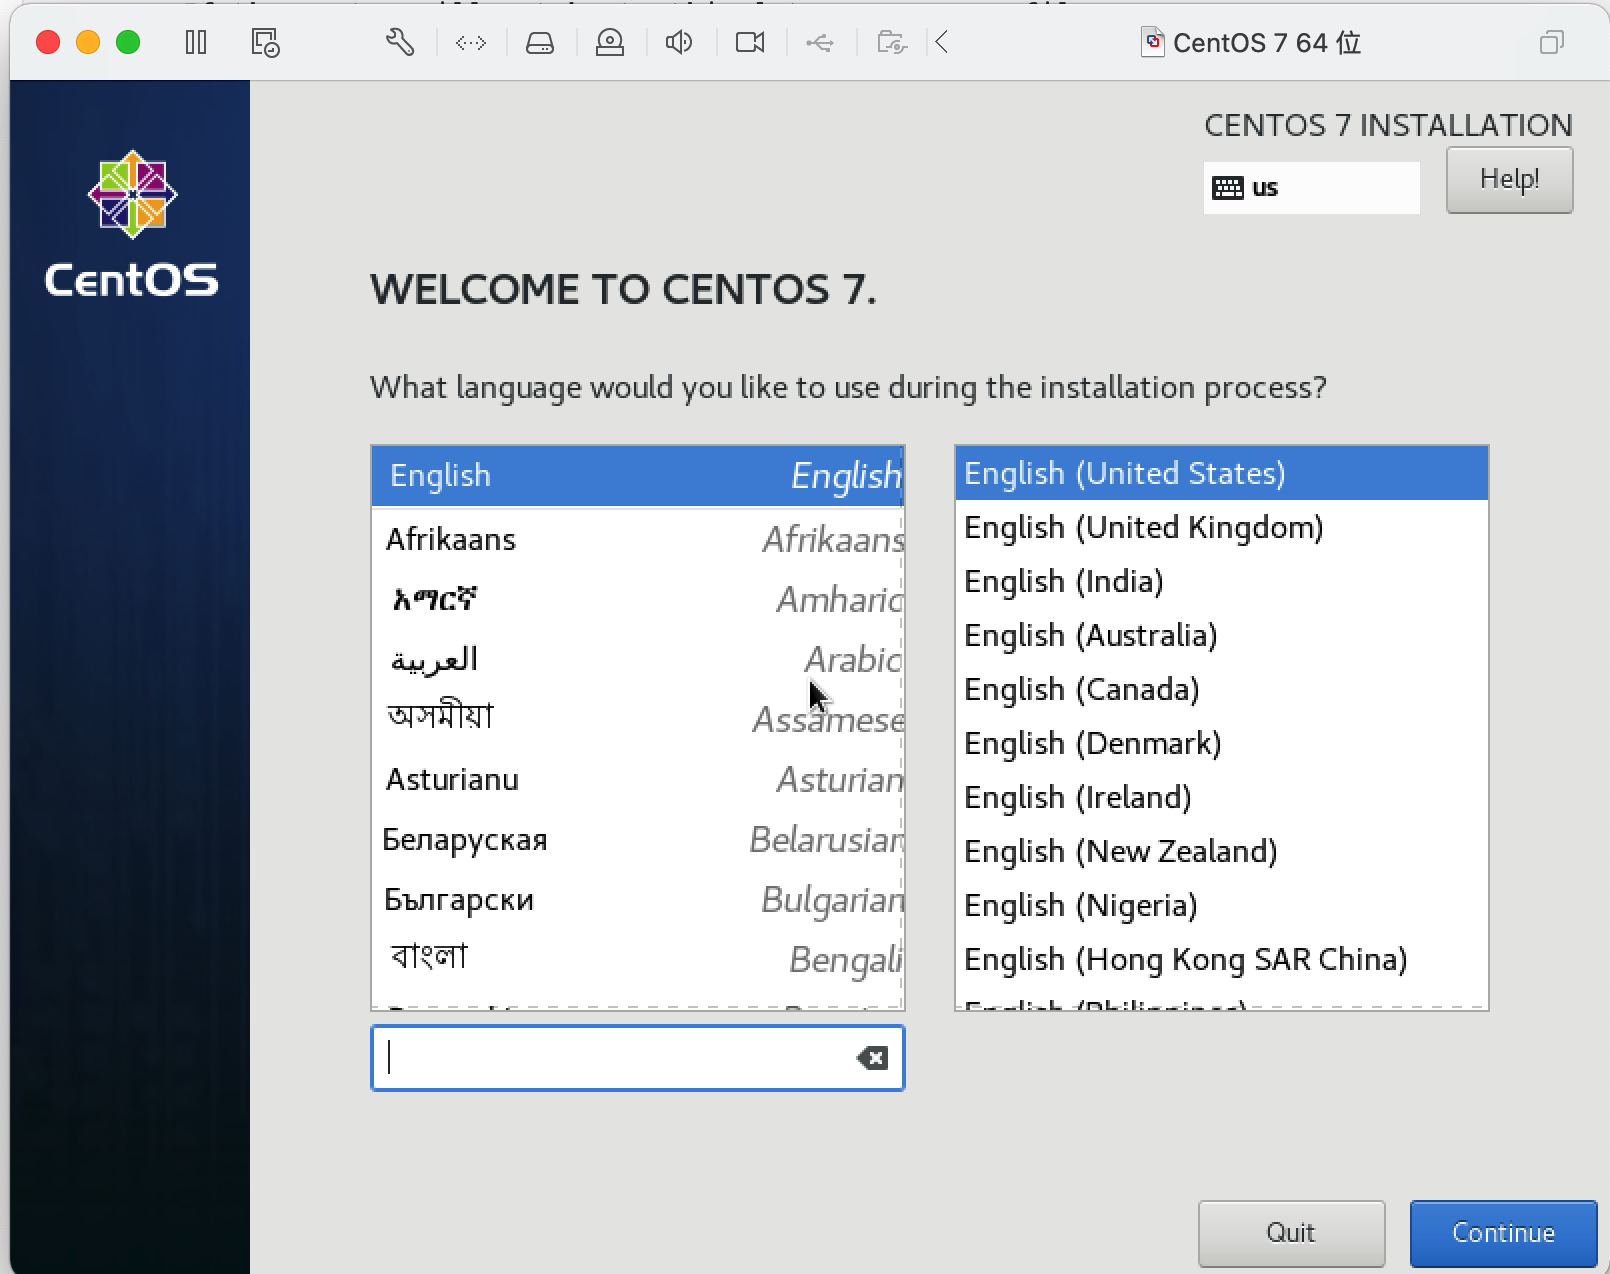 CentOS 7 64 位
CENTOS 7 INSTALLATION
us
Help!
CentOS
WELCOME TO CENTOS 7.
What language would you like to use during the installation process?
English English
Afrikaans Afrikaans
አማርኛ Amharic
العربية Arabic
অসমীয়া Assamese
Asturianu Asturian
Беларуская Belarusian
Български Bulgarian
বাংলা Bengali
English (United States)
English (United Kingdom)
English (India)
English (Australia)
English (Canada)
English (Denmark)
English (Ireland)
English (New Zealand)
English (Nigeria)
English (Hong Kong SAR China)
English (Philippines)
Quit
Continue